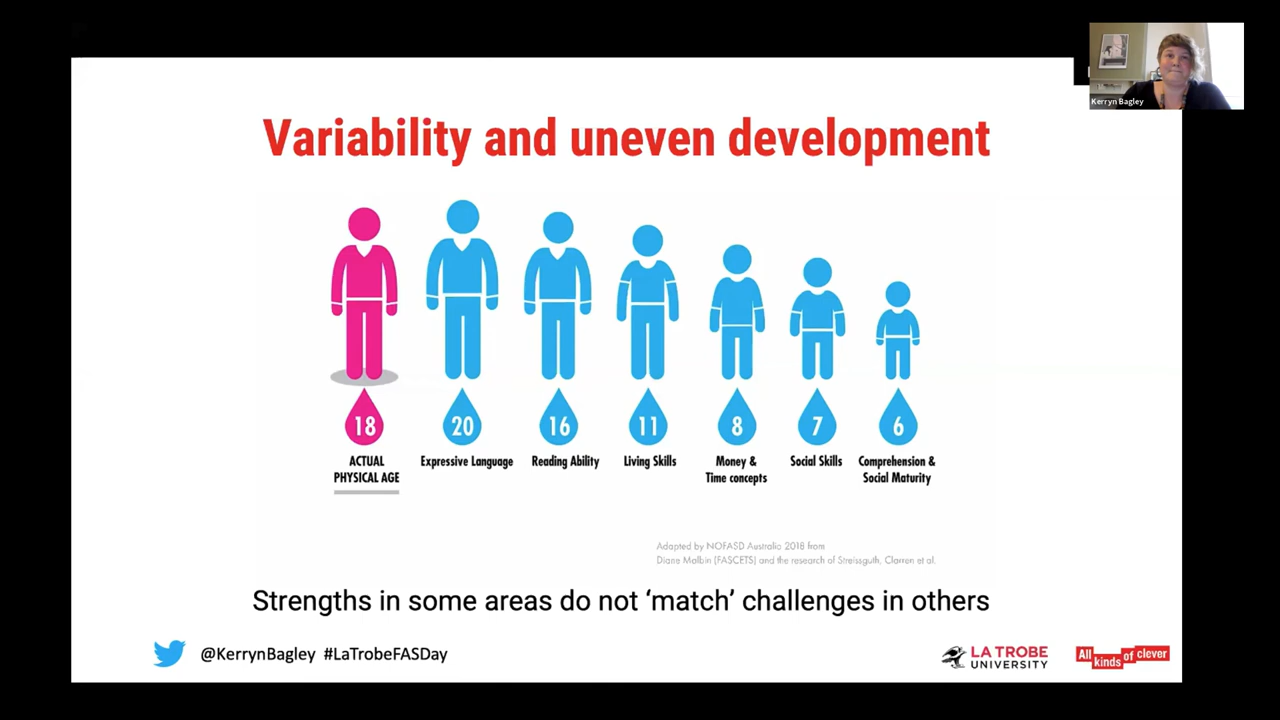 Kerryn Bagley
Variability and uneven development
18
20
16
11
8
7
6
ACTUAL
PHYSICAL AGE
Expressive Language
Reading Ability
Living Skills
Money &
Time concepts
Social Skills
Comprehension &
Social Maturity
Adapted by NOFASD Australia 2018 from
Diane Malbin (FASCETS) and the research of Streissguth, Clarren et al.
Strengths in some areas do not ‘match’ challenges in others
@KerrynBagley #LaTrobeFASDay
LA TROBE
UNIVERSITY
All kinds of clever